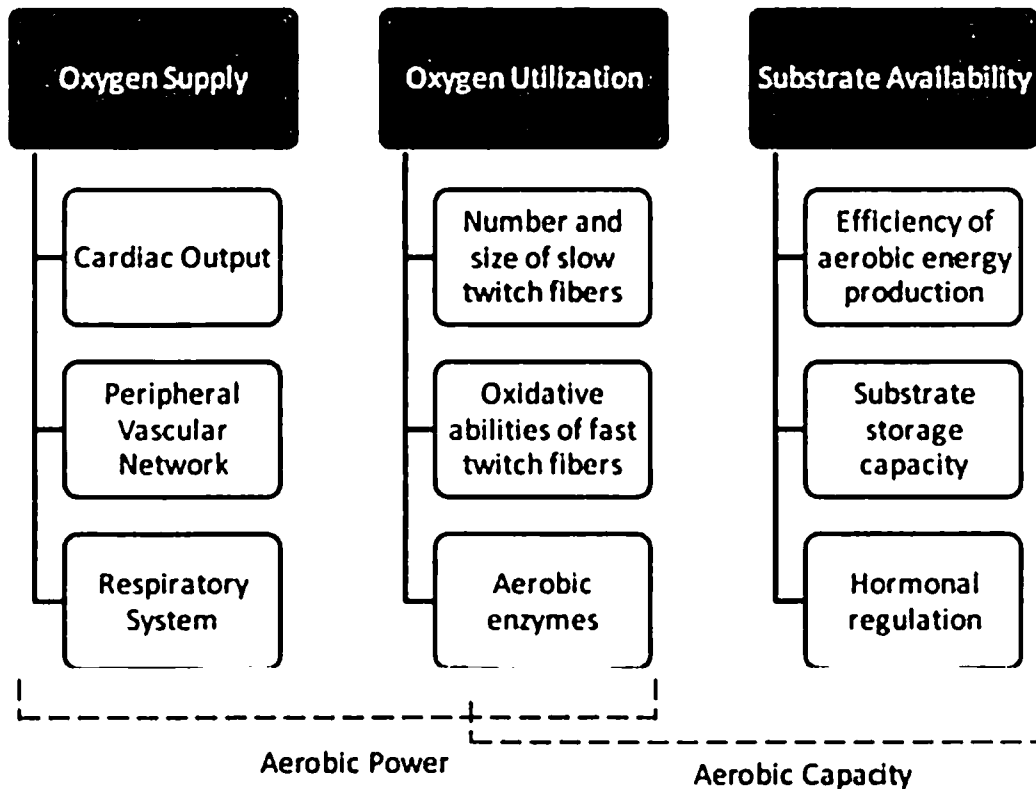 Oxygen Supply
Oxygen Utilization
Substrate Availability
Cardiac Output
Peripheral
Vascular
Network
Respiratory
System
Number and
size of slow
twitch fibers
Oxidative
abilities of fast
twitch fibers
Aerobic
enzymes
Efficiency of
aerobic energy
production
Substrate
storage
capacity
Hormonal
regulation
Aerobic Power
Aerobic Capacity